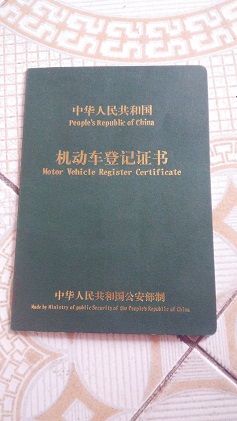 中华人民共和国
People's Republic of China
机动车登记证书
Motor Vehicle Register Certificate
中华人民共和国公安部制
Made by Ministry of public Security of the People's Republic of China